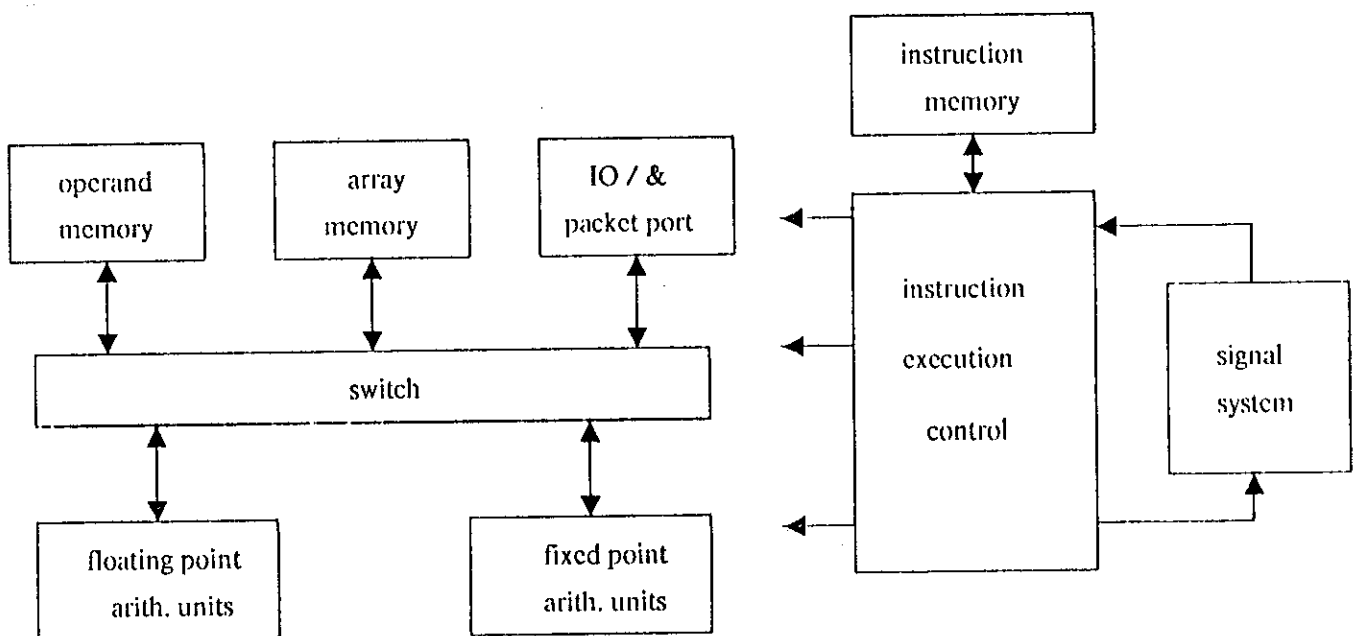 instruction
memory
operand
memory
array
memory
IO / &
packet port
switch
instruction
execution
control
signal
system
floating point
arith. units
fixed point
arith. units